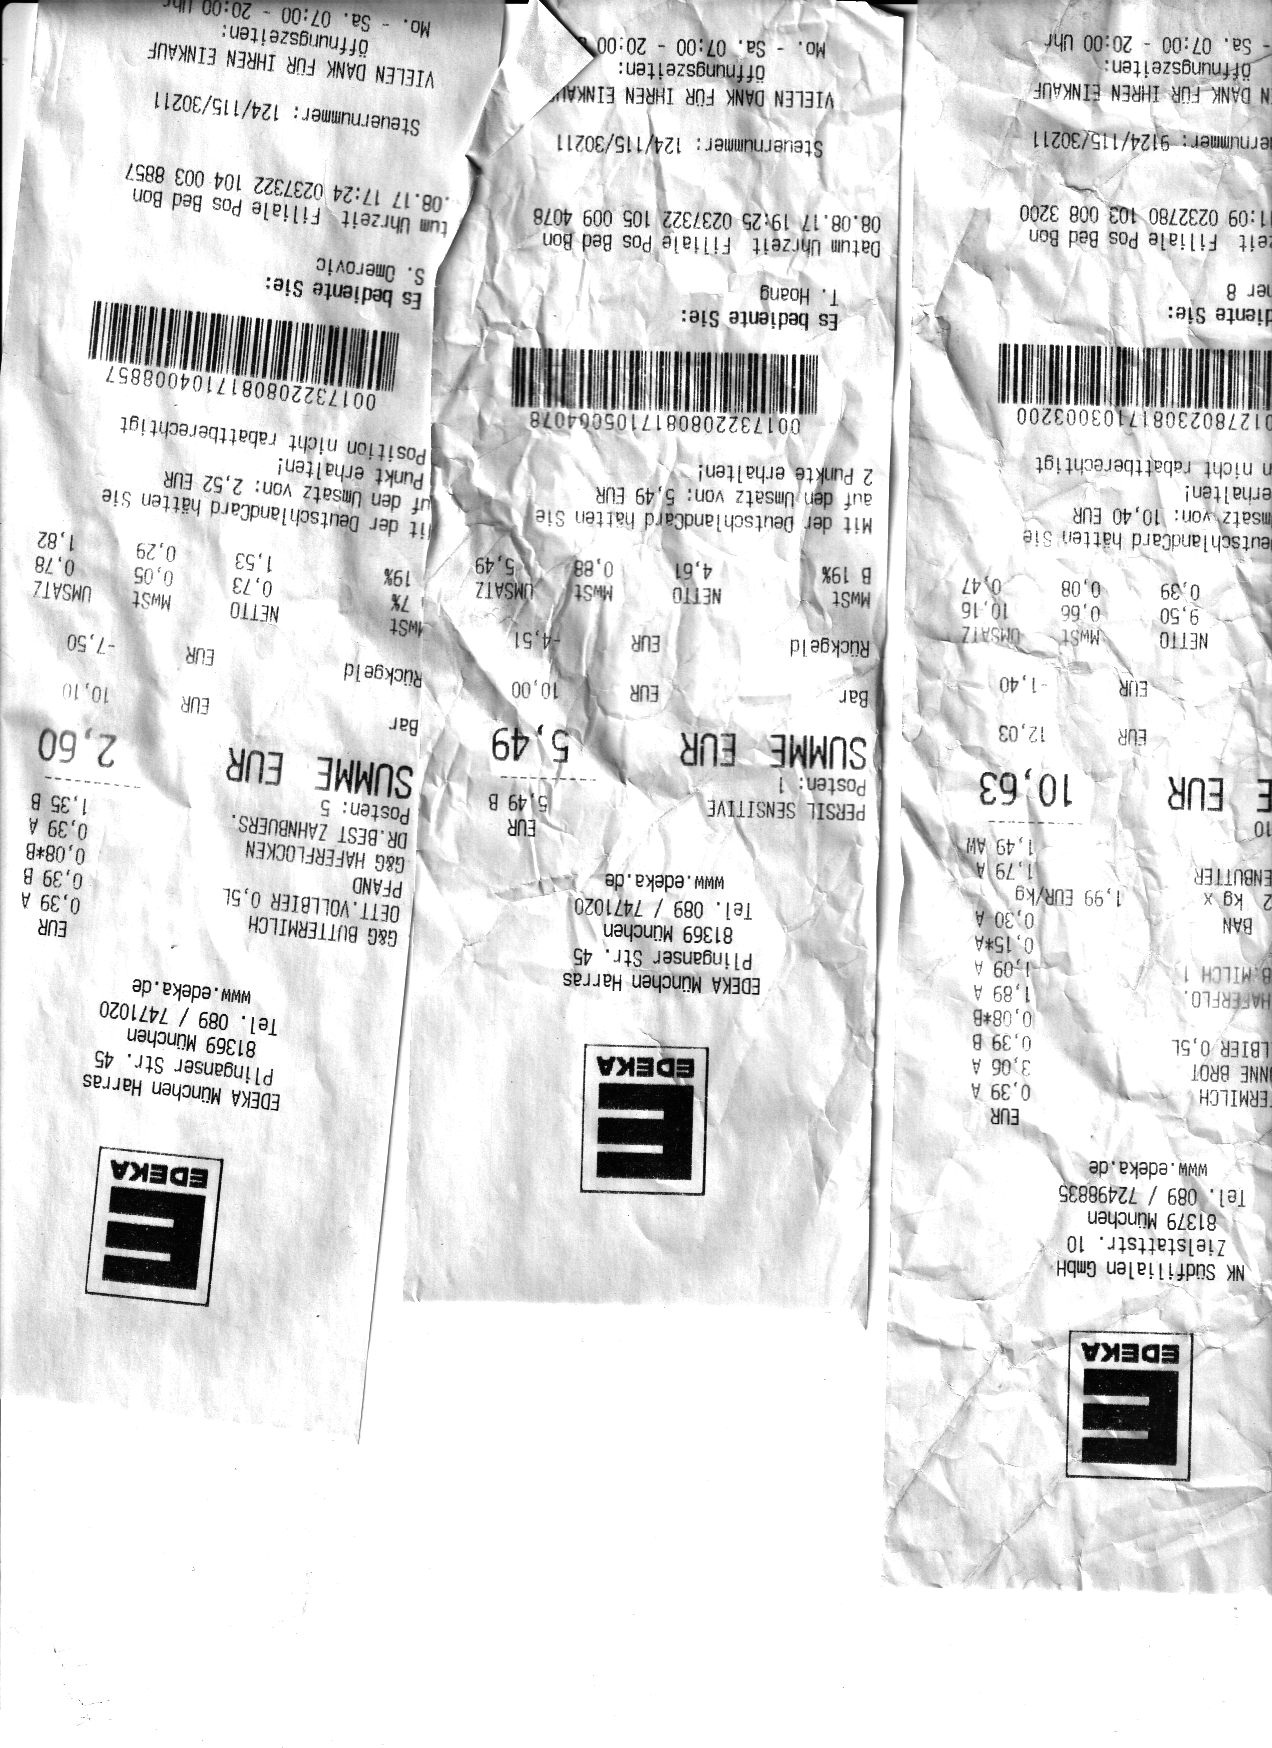 EDEKA
NK Südfilialen GmbH
Zielstattstr. 10
81379 München
Tel. 089 / 72498835
www.edeka.de
EUR
TERMILCH 0,39 A
NNE BROT 3,06 A
LBIER 0,5L 0,39 B
0,08*B
HAFERFLO. 1,89 A
B.MILCH 1 1,09 A
0,15*A
BAN 0,30 A
2 kg x 1,99 EUR/kg
ENBUTTER 1,79 A
1,49 AW
10
E EUR 10,63
EUR 12,03
EUR -1,40
NETTO MWST UMSATZ
9,50 0,66 10,16
0,39 0,08 0,47
eutschlandCard hätten Sie
msatz von: 10,40 EUR
erhalten!
n nicht rabattberechtigt
012780230817103003200
diente Sie:
ner 8
zeit Filiale Pos Bed Bon
11:09 0232780 103 008 3200
ernummer: 9124/115/30211
N DANK FÜR IHREN EINKAUF
Öffnungszeiten:
- Sa. 07:00 - 20:00 Uhr
EDEKA
EDEKA München Harras
Plinganser Str. 45
81369 München
Tel. 089 / 7471020
www.edeka.de
EUR
PERSIL SENSITIVE 5,49 B
Posten: 1
SUMME EUR 5,49
Bar EUR 10,00
Rückgeld EUR -4,51
MWST NETTO MWST UMSATZ
B 19% 4,61 0,88 5,49
Mit der DeutschlandCard hätten Sie
auf den Umsatz von: 5,49 EUR
2 Punkte erhalten!
Es bediente Sie:
T. Hoang
Datum Uhrzeit Filiale Pos Bed Bon
08.08.17 19:25 0237322 105 009 4078
Steuernummer: 124/115/30211
VIELEN DANK FÜR IHREN EINKAU
Öffnungszeiten:
Mo. - Sa. 07:00 - 20:00
EDEKA
EDEKA München Harras
Plinganser Str. 45
81369 München
Tel. 089 / 7471020
www.edeka.de
EUR
G&G BUTTERMILCH 0,39 A
OETT.VOLLBIER 0,5L 0,39 B
PFAND 0,08*B
G&G HAFERFLOCKEN 0,39 A
DR.BEST ZAHNBUERS. 1,35 B
Posten: 5
SUMME EUR 2,60
Bar EUR 10,10
Rückgeld EUR -7,50
MWST NETTO MWST UMSATZ
7% 0,73 0,05 0,78
19% 1,53 0,29 1,82
it der DeutschlandCard hätten Sie
uf den Umsatz von: 2,52 EUR
Punkt erhalten!
Position nicht rabattberechtigt
0017322080817104008857
Es bediente Sie:
S. Omerovic
tum Uhrzeit Filiale Pos Bed Bon
.08.17 17:24 0237322 104 003 8857
Steuernummer: 124/115/30211
VIELEN DANK FÜR IHREN EINKAUF
Öffnungszeiten:
Mo. - Sa. 07:00 - 20:00 Uhr